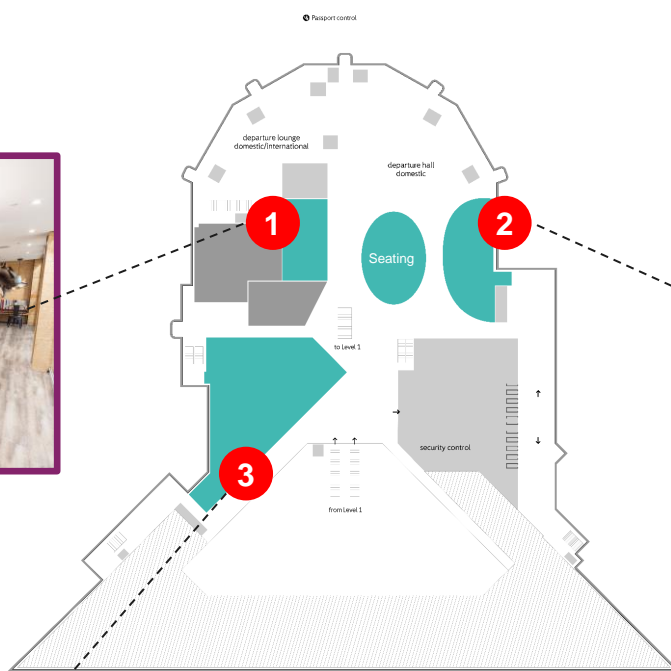 Passport control
departure lounge
domestic/international
departure hall
domestic
1
2
Seating
to Level 1
security control
3
from Level 1